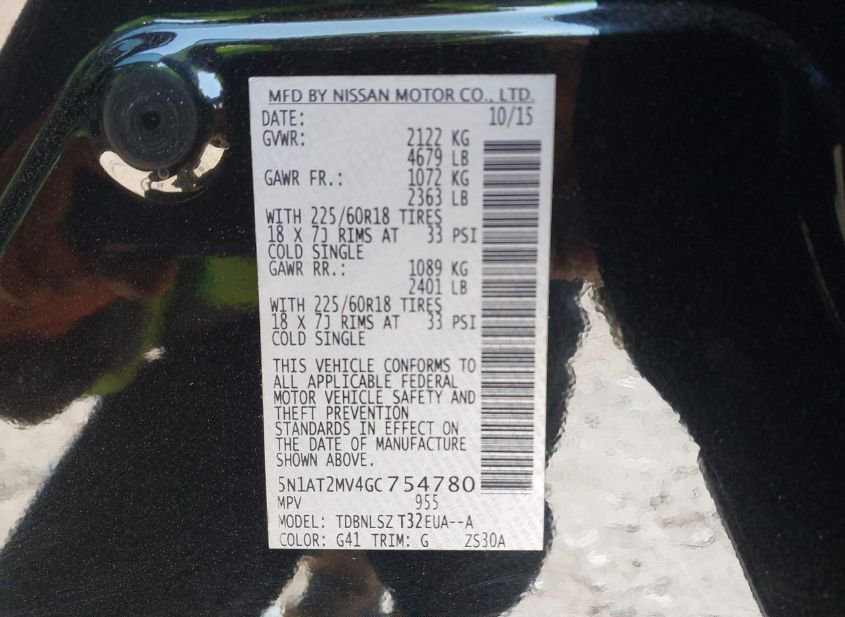 MFD BY NISSAN MOTOR CO., LTD.
DATE: 10/15
GVWR: 2122 KG
4679 LB
GAWR FR.: 1072 KG
2363 LB
WITH 225/60R18 TIRES
18 X 7J RIMS AT 33 PSI
COLD SINGLE
GAWR RR.: 1089 KG
2401 LB
WITH 225/60R18 TIRES
18 X 7J RIMS AT 33 PSI
COLD SINGLE
THIS VEHICLE CONFORMS TO
ALL APPLICABLE FEDERAL
MOTOR VEHICLE SAFETY AND
THEFT PREVENTION
STANDARDS IN EFFECT ON
THE DATE OF MANUFACTURE
SHOWN ABOVE.
5N1AT2MV4GC754780
MPV 955
MODEL: TDBNLSZ T32EUA--A
COLOR: G41 TRIM: G ZS30A